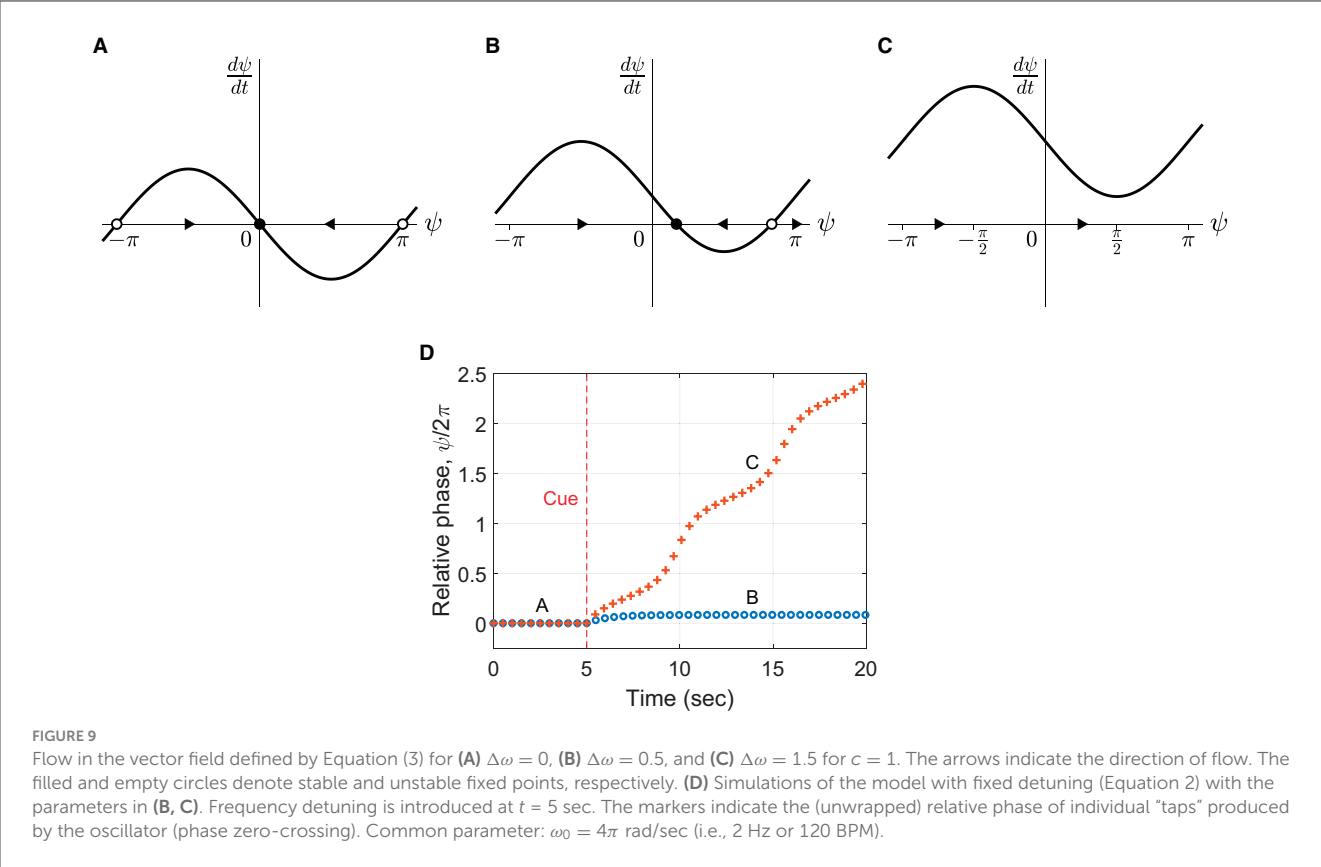 A
B
C
dψ/dt
dψ/dt
dψ/dt
−π
0
π
ψ
−π
0
π
ψ
−π
−π/2
0
π/2
π
ψ
D
2.5
2
1.5
1
0.5
0
Relative phase, ψ/2π
Cue
A
B
C
0
5
10
15
20
Time (sec)
FIGURE 9
Flow in the vector field defined by Equation (3) for (A) Δω = 0, (B) Δω = 0.5, and (C) Δω = 1.5 for c = 1. The arrows indicate the direction of flow. The
filled and empty circles denote stable and unstable fixed points, respectively. (D) Simulations of the model with fixed detuning (Equation 2) with the
parameters in (B, C). Frequency detuning is introduced at t = 5 sec. The markers indicate the (unwrapped) relative phase of individual “taps” produced
by the oscillator (phase zero-crossing). Common parameter: ω₀ = 4π rad/sec (i.e., 2 Hz or 120 BPM).